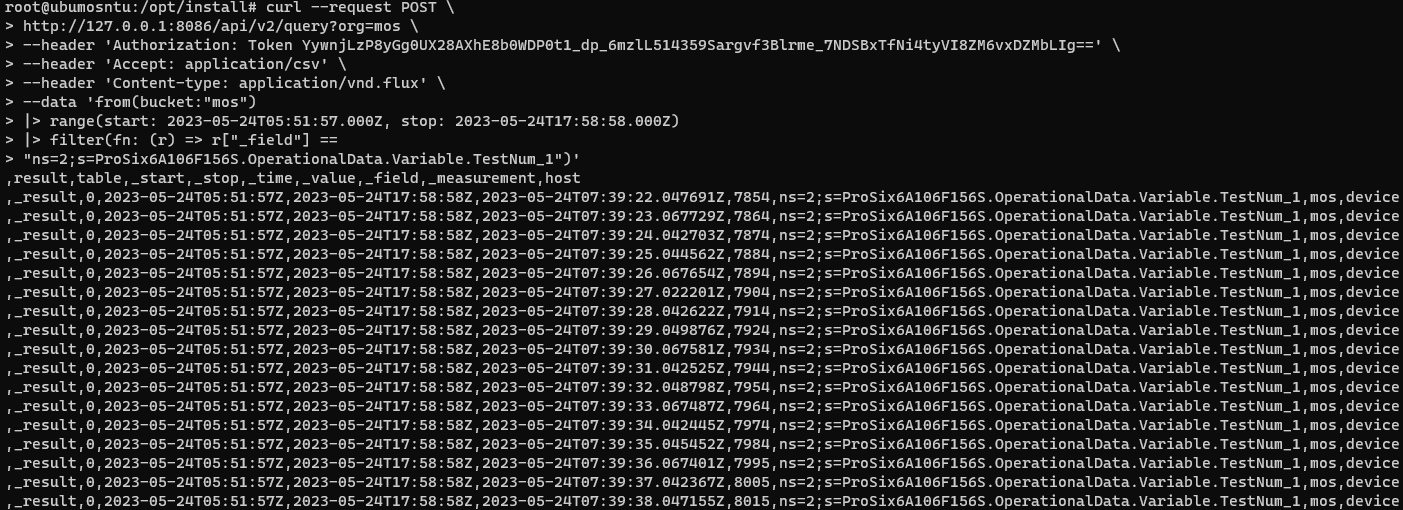 root@ubumosntu:/opt/install# curl --request POST \
> http://127.0.0.1:8086/api/v2/query?org=mos \
> --header 'Authorization: Token YywnjLzP8yGg0UX28AXhE8b0WDP0t1_dp_6mzlL514359Sargvf3Blrme_7NDSBxTfNi4tyVI8ZM6vxDZMbLIg==' \
> --header 'Accept: application/csv' \
> --header 'Content-type: application/vnd.flux' \
> --data 'from(bucket:"mos")
> |> range(start: 2023-05-24T05:51:57.000Z, stop: 2023-05-24T17:58:58.000Z)
> |> filter(fn: (r) => r["_field"] ==
> "ns=2;s=ProSix6A106F156S.OperationalData.Variable.TestNum_1")'
,result,table,_start,_stop,_time,_value,_field,_measurement,host
,_result,0,2023-05-24T05:51:57Z,2023-05-24T17:58:58Z,2023-05-24T07:39:22.047691Z,7854,ns=2;s=ProSix6A106F156S.OperationalData.Variable.TestNum_1,mos,device
,_result,0,2023-05-24T05:51:57Z,2023-05-24T17:58:58Z,2023-05-24T07:39:23.067729Z,7864,ns=2;s=ProSix6A106F156S.OperationalData.Variable.TestNum_1,mos,device
,_result,0,2023-05-24T05:51:57Z,2023-05-24T17:58:58Z,2023-05-24T07:39:24.042703Z,7874,ns=2;s=ProSix6A106F156S.OperationalData.Variable.TestNum_1,mos,device
,_result,0,2023-05-24T05:51:57Z,2023-05-24T17:58:58Z,2023-05-24T07:39:25.044562Z,7884,ns=2;s=ProSix6A106F156S.OperationalData.Variable.TestNum_1,mos,device
,_result,0,2023-05-24T05:51:57Z,2023-05-24T17:58:58Z,2023-05-24T07:39:26.067654Z,7894,ns=2;s=ProSix6A106F156S.OperationalData.Variable.TestNum_1,mos,device
,_result,0,2023-05-24T05:51:57Z,2023-05-24T17:58:58Z,2023-05-24T07:39:27.022201Z,7904,ns=2;s=ProSix6A106F156S.OperationalData.Variable.TestNum_1,mos,device
,_result,0,2023-05-24T05:51:57Z,2023-05-24T17:58:58Z,2023-05-24T07:39:28.042622Z,7914,ns=2;s=ProSix6A106F156S.OperationalData.Variable.TestNum_1,mos,device
,_result,0,2023-05-24T05:51:57Z,2023-05-24T17:58:58Z,2023-05-24T07:39:29.049876Z,7924,ns=2;s=ProSix6A106F156S.OperationalData.Variable.TestNum_1,mos,device
,_result,0,2023-05-24T05:51:57Z,2023-05-24T17:58:58Z,2023-05-24T07:39:30.067581Z,7934,ns=2;s=ProSix6A106F156S.OperationalData.Variable.TestNum_1,mos,device
,_result,0,2023-05-24T05:51:57Z,2023-05-24T17:58:58Z,2023-05-24T07:39:31.042525Z,7944,ns=2;s=ProSix6A106F156S.OperationalData.Variable.TestNum_1,mos,device
,_result,0,2023-05-24T05:51:57Z,2023-05-24T17:58:58Z,2023-05-24T07:39:32.048798Z,7954,ns=2;s=ProSix6A106F156S.OperationalData.Variable.TestNum_1,mos,device
,_result,0,2023-05-24T05:51:57Z,2023-05-24T17:58:58Z,2023-05-24T07:39:33.067487Z,7964,ns=2;s=ProSix6A106F156S.OperationalData.Variable.TestNum_1,mos,device
,_result,0,2023-05-24T05:51:57Z,2023-05-24T17:58:58Z,2023-05-24T07:39:34.042445Z,7974,ns=2;s=ProSix6A106F156S.OperationalData.Variable.TestNum_1,mos,device
,_result,0,2023-05-24T05:51:57Z,2023-05-24T17:58:58Z,2023-05-24T07:39:35.045452Z,7984,ns=2;s=ProSix6A106F156S.OperationalData.Variable.TestNum_1,mos,device
,_result,0,2023-05-24T05:51:57Z,2023-05-24T17:58:58Z,2023-05-24T07:39:36.067401Z,7995,ns=2;s=ProSix6A106F156S.OperationalData.Variable.TestNum_1,mos,device
,_result,0,2023-05-24T05:51:57Z,2023-05-24T17:58:58Z,2023-05-24T07:39:37.042367Z,8005,ns=2;s=ProSix6A106F156S.OperationalData.Variable.TestNum_1,mos,device
,_result,0,2023-05-24T05:51:57Z,2023-05-24T17:58:58Z,2023-05-24T07:39:38.047155Z,8015,ns=2;s=ProSix6A106F156S.OperationalData.Variable.TestNum_1,mos,device